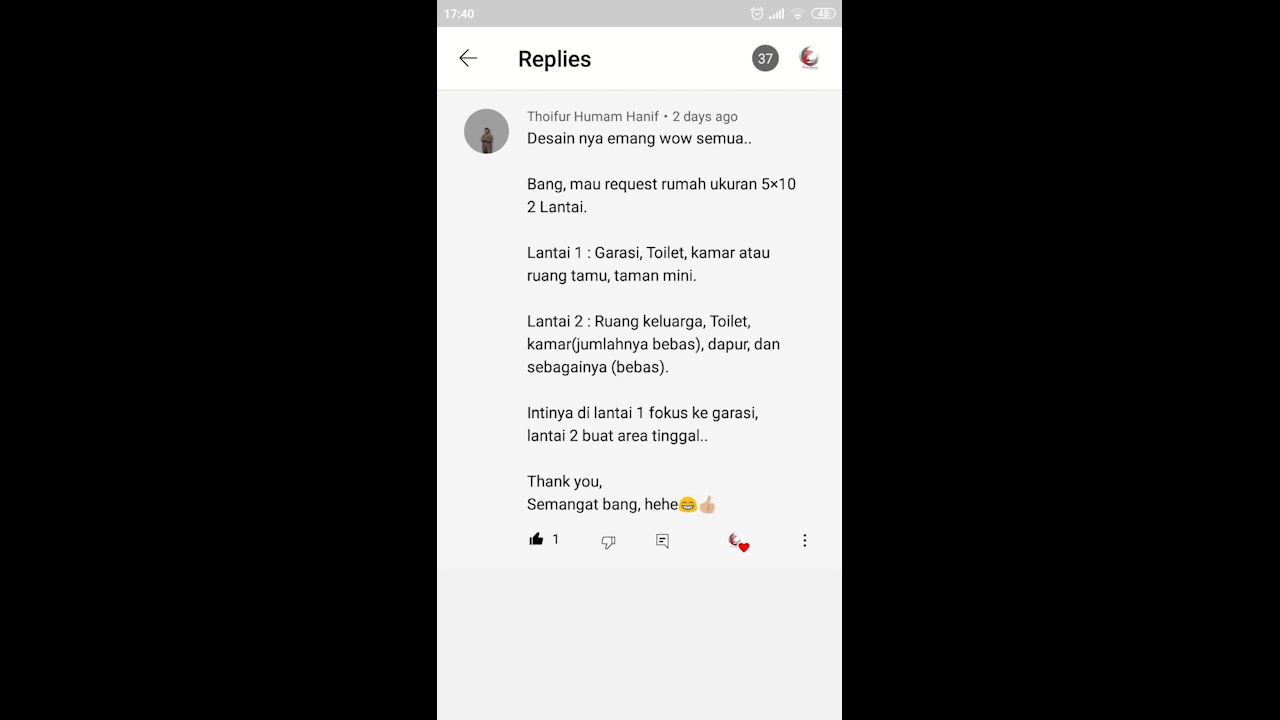 17:40
45
Replies
37
Thoifur Humam Hanif • 2 days ago
Desain nya emang wow semua..
Bang, mau request rumah ukuran 5×10
2 Lantai.
Lantai 1 : Garasi, Toilet, kamar atau
ruang tamu, taman mini.
Lantai 2 : Ruang keluarga, Toilet,
kamar(jumlahnya bebas), dapur, dan
sebagainya (bebas).
Intinya di lantai 1 fokus ke garasi,
lantai 2 buat area tinggal..
Thank you,
Semangat bang, hehe😁👍🏼
1